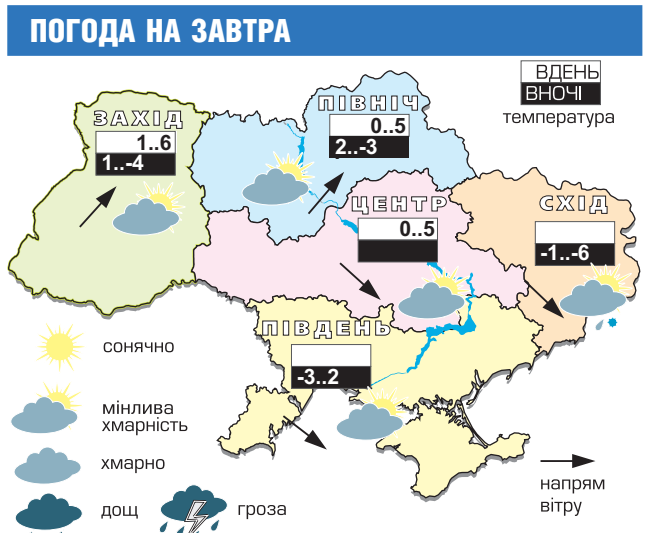 ПОГОДА НА ЗАВТРА
ВДЕНЬ
ВНОЧІ
температура
ЗАХІД
1..6
1..-4
ПІВНІЧ
0..5
2..-3
ЦЕНТР
0..5
СХІД
-1..-6
ПІВДЕНЬ
-3..2
сонячно
мінлива
хмарність
хмарно
дощ
гроза
напрям
вітру